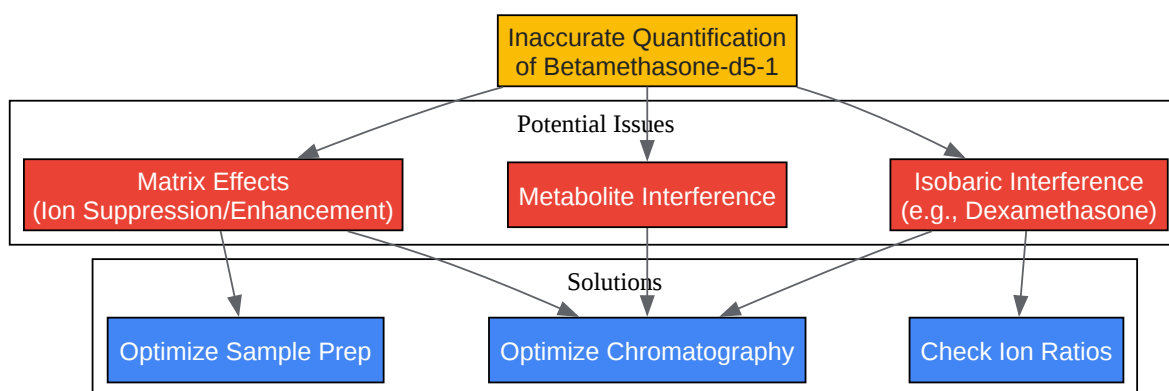 Inaccurate Quantification
of Betamethasone-d5-1
Potential Issues
Matrix Effects
(Ion Suppression/Enhancement)
Metabolite Interference
Isobaric Interference
(e.g., Dexamethasone)
Solutions
Optimize Sample Prep
Optimize Chromatography
Check Ion Ratios